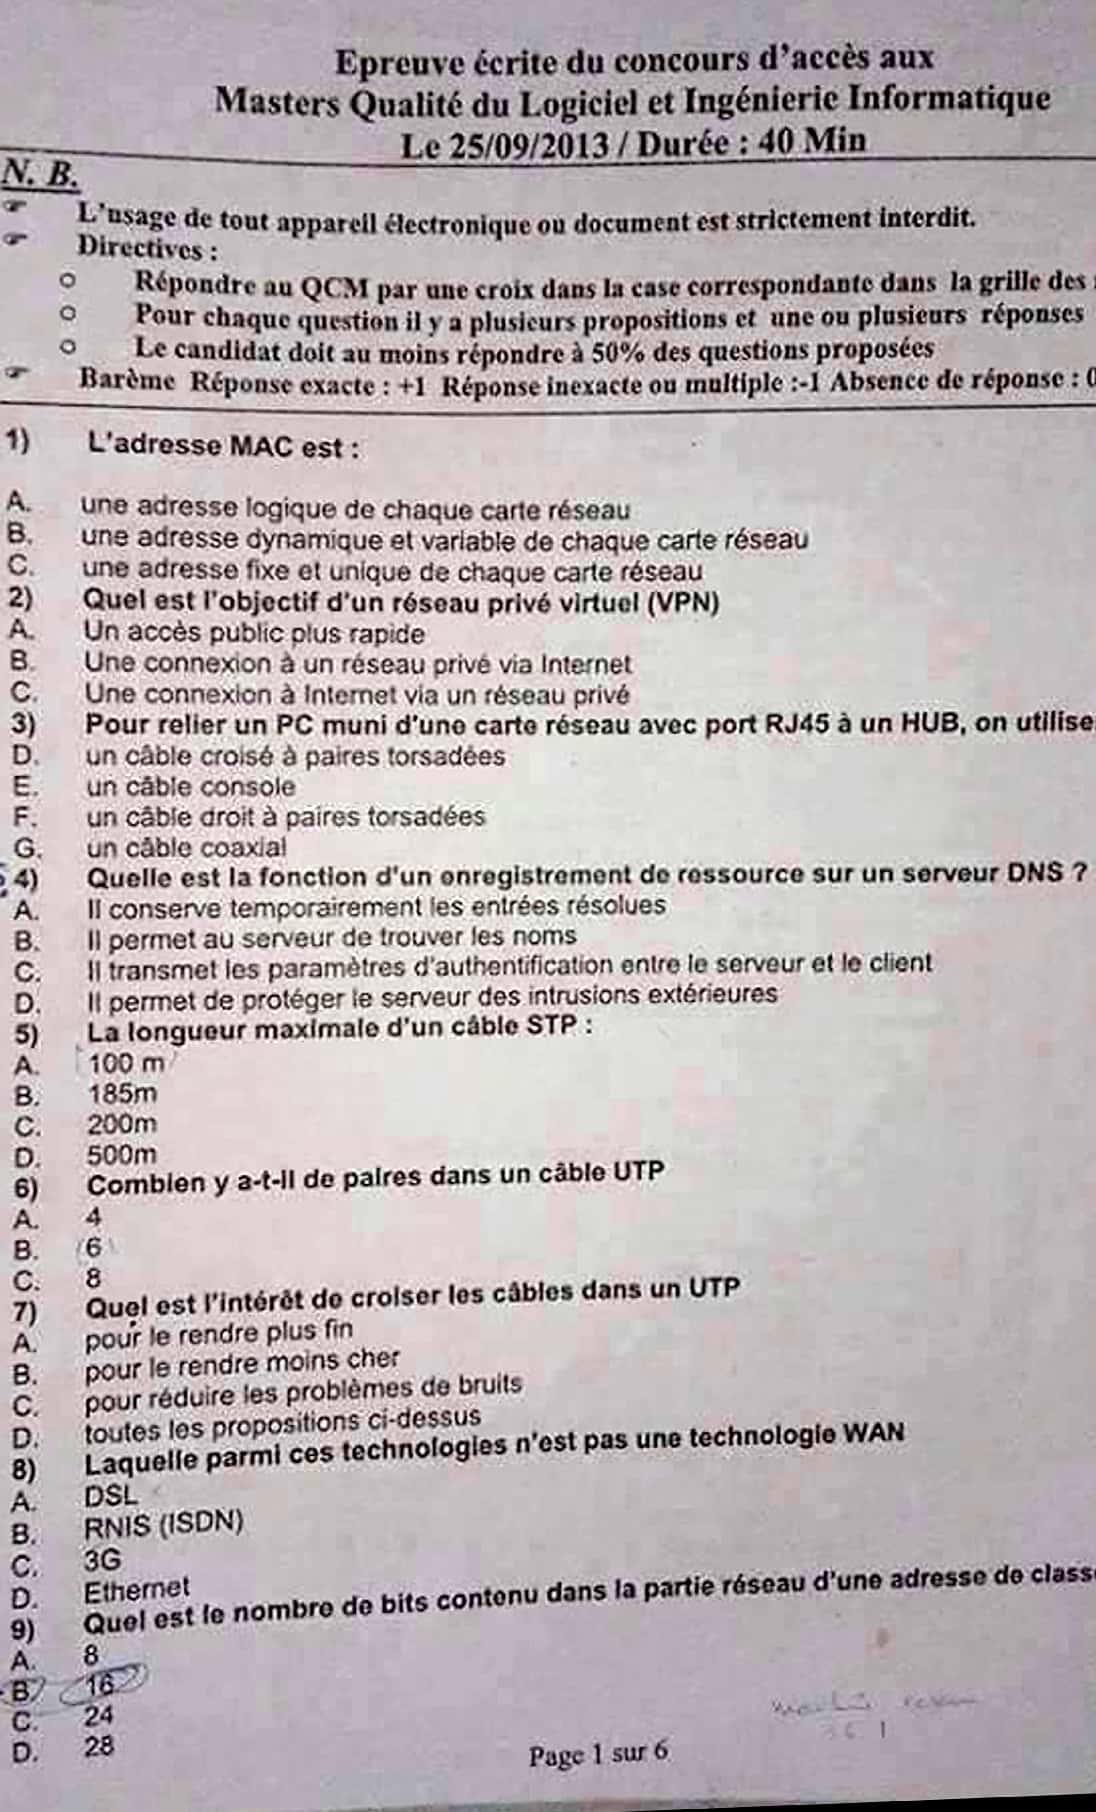 Epreuve écrite du concours d'accès aux
Masters Qualité du Logiciel et Ingénierie Informatique
Le 25/09/2013 / Durée : 40 Min
N. B.
☞ L'usage de tout appareil électronique ou document est strictement interdit.
☞ Directives :
o Répondre au QCM par une croix dans la case correspondante dans la grille des
o Pour chaque question il y a plusieurs propositions et une ou plusieurs réponses
o Le candidat doit au moins répondre à 50% des questions proposées
☞ Barème Réponse exacte : +1 Réponse inexacte ou multiple :-1 Absence de réponse : 0
1) L'adresse MAC est :
A. une adresse logique de chaque carte réseau
B. une adresse dynamique et variable de chaque carte réseau
C. une adresse fixe et unique de chaque carte réseau
2) Quel est l'objectif d'un réseau privé virtuel (VPN)
A. Un accès public plus rapide
B. Une connexion à un réseau privé via Internet
C. Une connexion à Internet via un réseau privé
3) Pour relier un PC muni d'une carte réseau avec port RJ45 à un HUB, on utilise
D. un câble croisé à paires torsadées
E. un câble console
F. un câble droit à paires torsadées
G. un câble coaxial
4) Quelle est la fonction d'un enregistrement de ressource sur un serveur DNS ?
A. Il conserve temporairement les entrées résolues
B. Il permet au serveur de trouver les noms
C. Il transmet les paramètres d'authentification entre le serveur et le client
D. Il permet de protéger le serveur des intrusions extérieures
5) La longueur maximale d'un câble STP :
A. 100 m
B. 185m
C. 200m
D. 500m
6) Combien y a-t-il de paires dans un câble UTP
A. 4
B. 6
C. 8
7) Quel est l'intérêt de croiser les câbles dans un UTP
A. pour le rendre plus fin
B. pour le rendre moins cher
C. pour réduire les problèmes de bruits
D. toutes les propositions ci-dessus
8) Laquelle parmi ces technologies n'est pas une technologie WAN
A. DSL
B. RNIS (ISDN)
C. 3G
D. Ethernet
9) Quel est le nombre de bits contenu dans la partie réseau d'une adresse de class
A. 8
B. 16
C. 24
D. 28
Page 1 sur 6